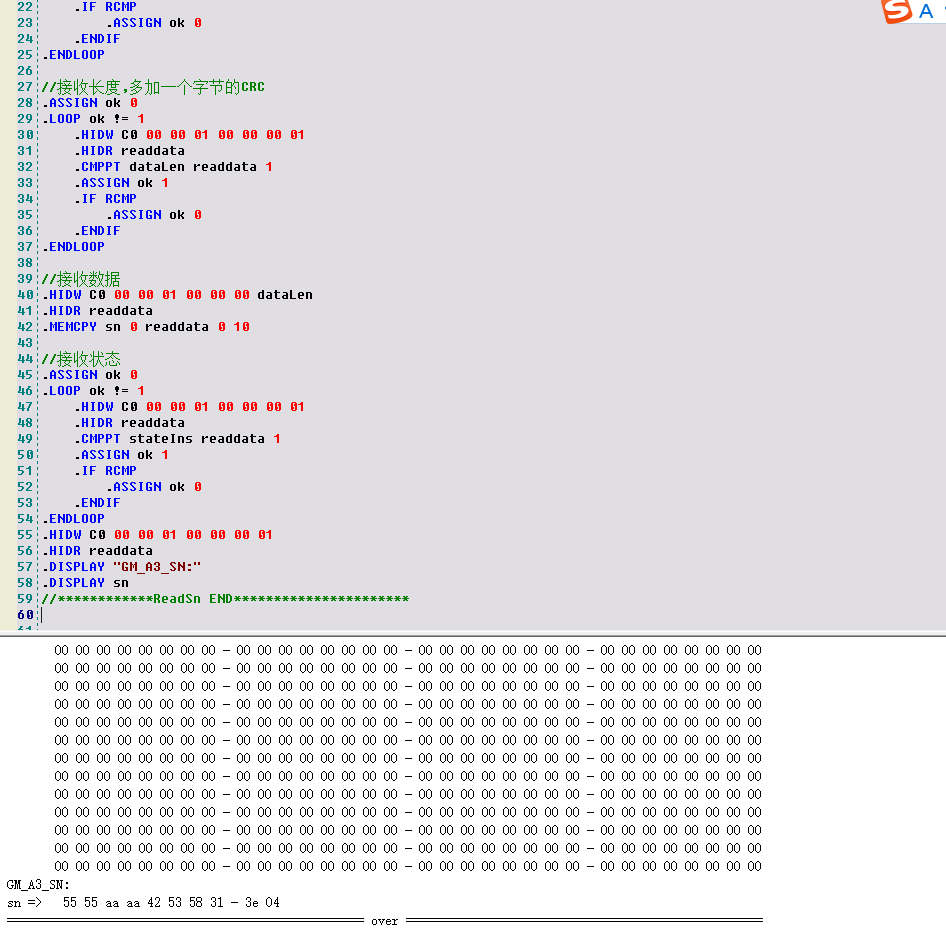 S A
22 .IF RCMP
23 .ASSIGN ok 0
24 .ENDIF
25 .ENDLOOP
26
27 //接收长度,多加一个字节的CRC
28 .ASSIGN ok 0
29 .LOOP ok != 1
30 .HIDW C0 00 00 01 00 00 00 01
31 .HIDR readdata
32 .CMPPT dataLen readdata 1
33 .ASSIGN ok 1
34 .IF RCMP
35 .ASSIGN ok 0
36 .ENDIF
37 .ENDLOOP
38
39 //接收数据
40 .HIDW C0 00 00 01 00 00 00 dataLen
41 .HIDR readdata
42 .MEMCPY sn 0 readdata 0 10
43
44 //接收状态
45 .ASSIGN ok 0
46 .LOOP ok != 1
47 .HIDW C0 00 00 01 00 00 00 01
48 .HIDR readdata
49 .CMPPT stateIns readdata 1
50 .ASSIGN ok 1
51 .IF RCMP
52 .ASSIGN ok 0
53 .ENDIF
54 .ENDLOOP
55 .HIDW C0 00 00 01 00 00 00 01
56 .HIDR readdata
57 .DISPLAY "GM_A3_SN:"
58 .DISPLAY sn
59 //************ReadSn END**********************
60
00 00 00 00 00 00 00 00 - 00 00 00 00 00 00 00 00 - 00 00 00 00 00 00 00 00 - 00 00 00 00 00 00 00 00
00 00 00 00 00 00 00 00 - 00 00 00 00 00 00 00 00 - 00 00 00 00 00 00 00 00 - 00 00 00 00 00 00 00 00
00 00 00 00 00 00 00 00 - 00 00 00 00 00 00 00 00 - 00 00 00 00 00 00 00 00 - 00 00 00 00 00 00 00 00
00 00 00 00 00 00 00 00 - 00 00 00 00 00 00 00 00 - 00 00 00 00 00 00 00 00 - 00 00 00 00 00 00 00 00
00 00 00 00 00 00 00 00 - 00 00 00 00 00 00 00 00 - 00 00 00 00 00 00 00 00 - 00 00 00 00 00 00 00 00
00 00 00 00 00 00 00 00 - 00 00 00 00 00 00 00 00 - 00 00 00 00 00 00 00 00 - 00 00 00 00 00 00 00 00
00 00 00 00 00 00 00 00 - 00 00 00 00 00 00 00 00 - 00 00 00 00 00 00 00 00 - 00 00 00 00 00 00 00 00
00 00 00 00 00 00 00 00 - 00 00 00 00 00 00 00 00 - 00 00 00 00 00 00 00 00 - 00 00 00 00 00 00 00 00
00 00 00 00 00 00 00 00 - 00 00 00 00 00 00 00 00 - 00 00 00 00 00 00 00 00 - 00 00 00 00 00 00 00 00
00 00 00 00 00 00 00 00 - 00 00 00 00 00 00 00 00 - 00 00 00 00 00 00 00 00 - 00 00 00 00 00 00 00 00
00 00 00 00 00 00 00 00 - 00 00 00 00 00 00 00 00 - 00 00 00 00 00 00 00 00 - 00 00 00 00 00 00 00 00
00 00 00 00 00 00 00 00 - 00 00 00 00 00 00 00 00 - 00 00 00 00 00 00 00 00 - 00 00 00 00 00 00 00 00
00 00 00 00 00 00 00 00 - 00 00 00 00 00 00 00 00 - 00 00 00 00 00 00 00 00 - 00 00 00 00 00 00 00 00
GM_A3_SN:
sn => 55 55 aa aa 42 53 58 31 - 3e 04
over